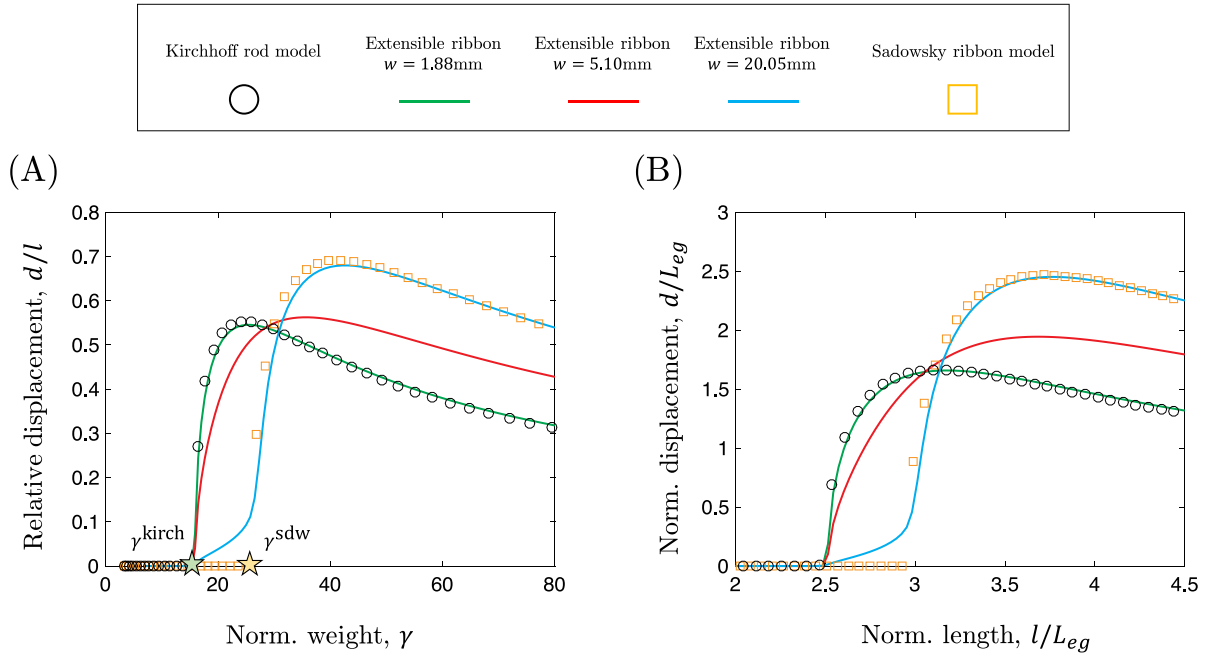 Kirchhoff rod model
Extensible ribbon
w = 1.88mm
Extensible ribbon
w = 5.10mm
Extensible ribbon
w = 20.05mm
Sadowsky ribbon model
(A)
Relative displacement, d/l
0.8
0.7
0.6
0.5
0.4
0.3
0.2
0.1
0
γ^kirch
γ^sdw
0 20 40 60 80
Norm. weight, γ
(B)
Norm. displacement, d/L_eg
3
2.5
2
1.5
1
0.5
0
2 2.5 3 3.5 4 4.5
Norm. length, l/L_eg